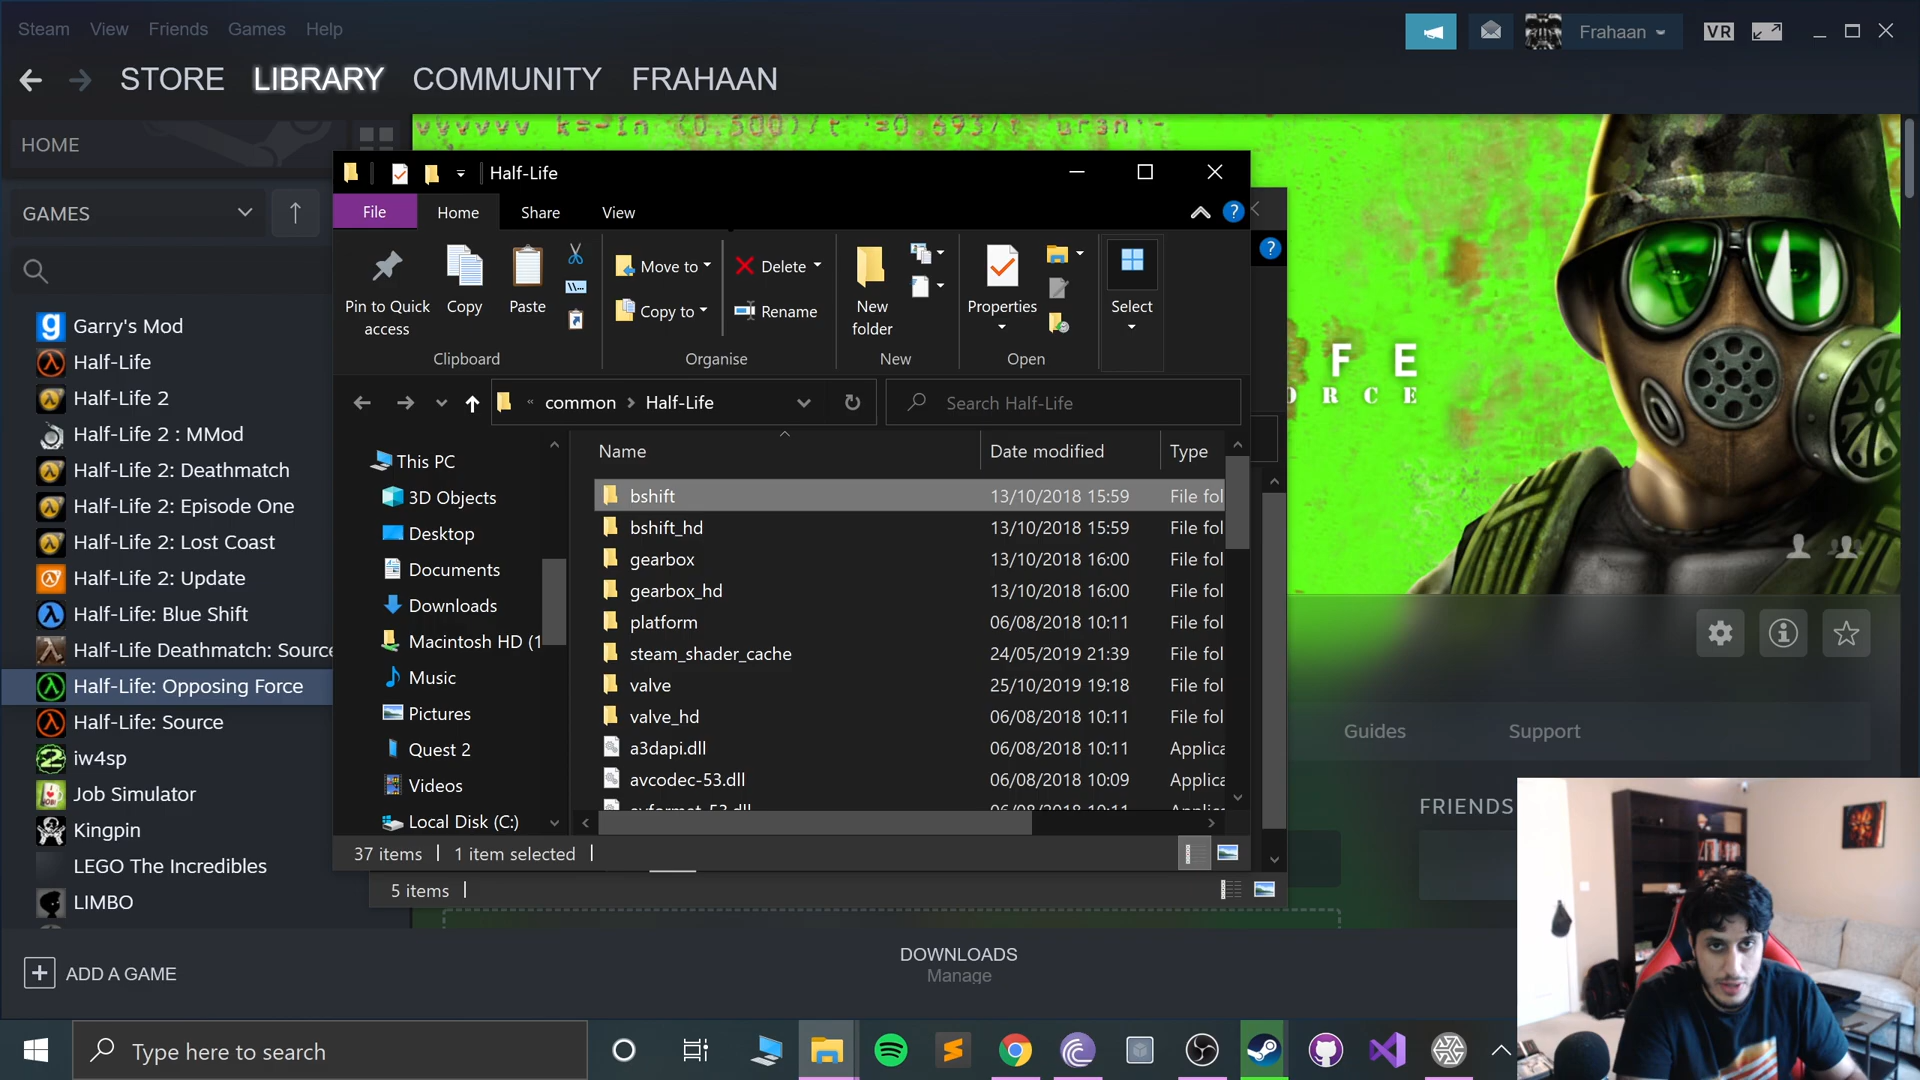 Steam View Friends Games Help
Frahaan
VR
STORE LIBRARY COMMUNITY FRAHAAN
HOME
GAMES
Garry's Mod
Half-Life
Half-Life 2
Half-Life 2 : MMod
Half-Life 2: Deathmatch
Half-Life 2: Episode One
Half-Life 2: Lost Coast
Half-Life 2: Update
Half-Life: Blue Shift
Half-Life Deathmatch: Source
Half-Life: Opposing Force
Half-Life: Source
iw4sp
Job Simulator
Kingpin
LEGO The Incredibles
LIMBO
ADD A GAME
Half-Life
File Home Share View
Pin to Quick access
Copy
Paste
Move to
Copy to
Delete
Rename
New folder
Properties
Select
Clipboard Organise New Open
common > Half-Life
Search Half-Life
This PC
3D Objects
Desktop
Documents
Downloads
Macintosh HD (1
Music
Pictures
Quest 2
Videos
Local Disk (C:)
Name Date modified Type
bshift 13/10/2018 15:59 File fol
bshift_hd 13/10/2018 15:59 File fol
gearbox 13/10/2018 16:00 File fol
gearbox_hd 13/10/2018 16:00 File fol
platform 06/08/2018 10:11 File fol
steam_shader_cache 24/05/2019 21:39 File fol
valve 25/10/2019 19:18 File fol
valve_hd 06/08/2018 10:11 File fol
a3dapi.dll 06/08/2018 10:11 Applica
avcodec-53.dll 06/08/2018 10:09 Applica
37 items 1 item selected
5 items
F E
O R C E
Guides Support
FRIENDS
DOWNLOADS
Manage
Type here to search